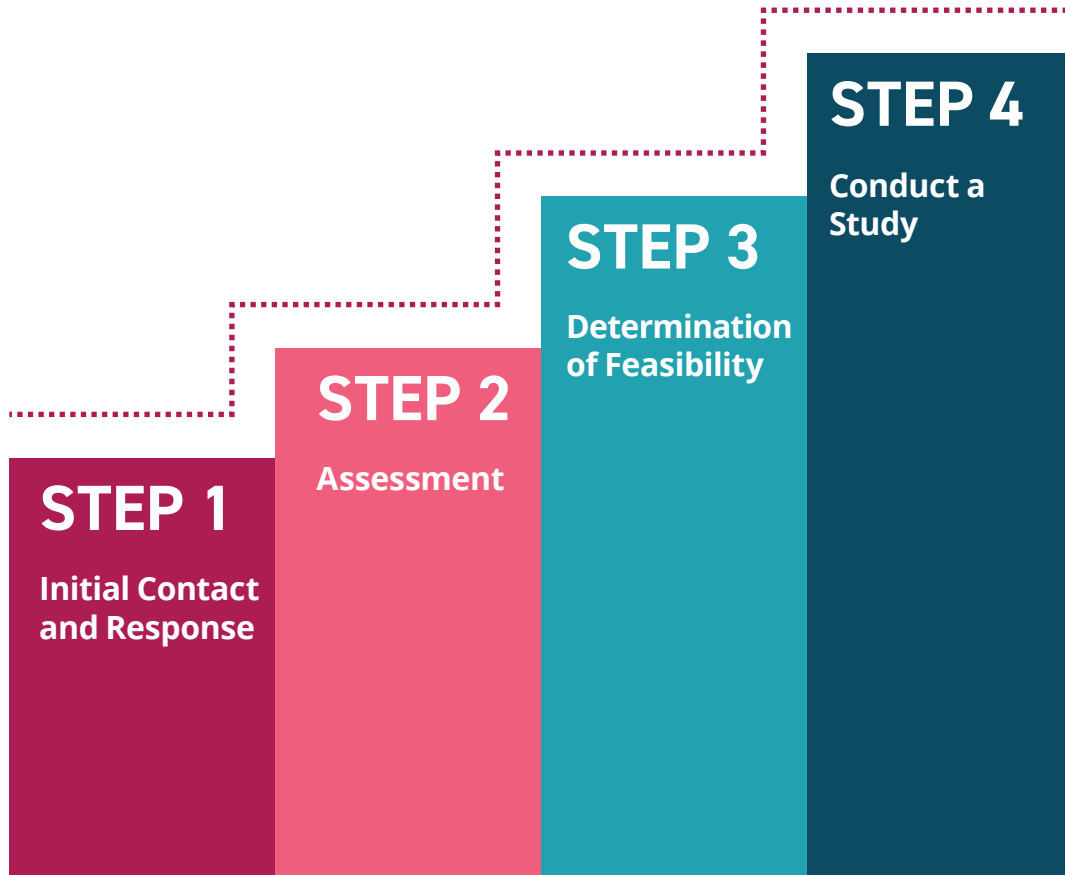 STEP 1
Initial Contact
and Response
STEP 2
Assessment
STEP 3
Determination
of Feasibility
STEP 4
Conduct a
Study